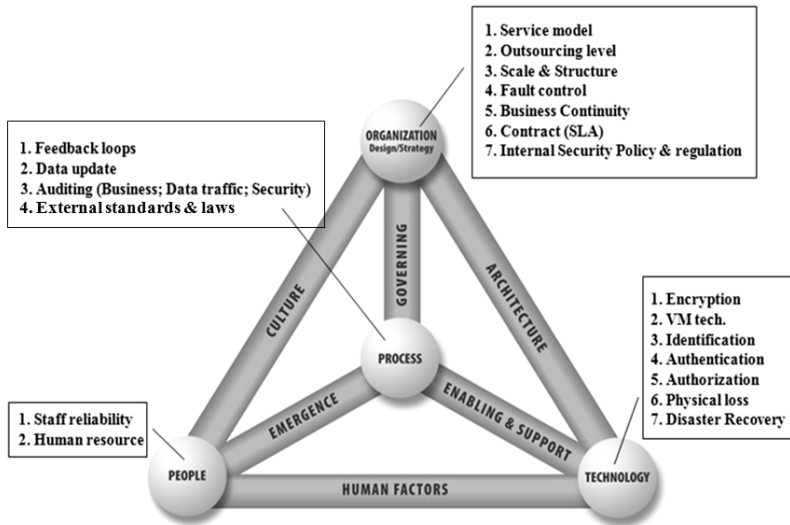 1. Service model
2. Outsourcing level
3. Scale & Structure
4. Fault control
5. Business Continuity
6. Contract (SLA)
7. Internal Security Policy & regulation
ORGANIZATION
Design/Strategy
1. Feedback loops
2. Data update
3. Auditing (Business; Data traffic; Security)
4. External standards & laws
CULTURE
GOVERNING
ARCHITECTURE
PROCESS
1. Encryption
2. VM tech.
3. Identification
4. Authentication
5. Authorization
6. Physical loss
7. Disaster Recovery
EMERGENCE
ENABLING & SUPPORT
1. Staff reliability
2. Human resource
PEOPLE
HUMAN FACTORS
TECHNOLOGY